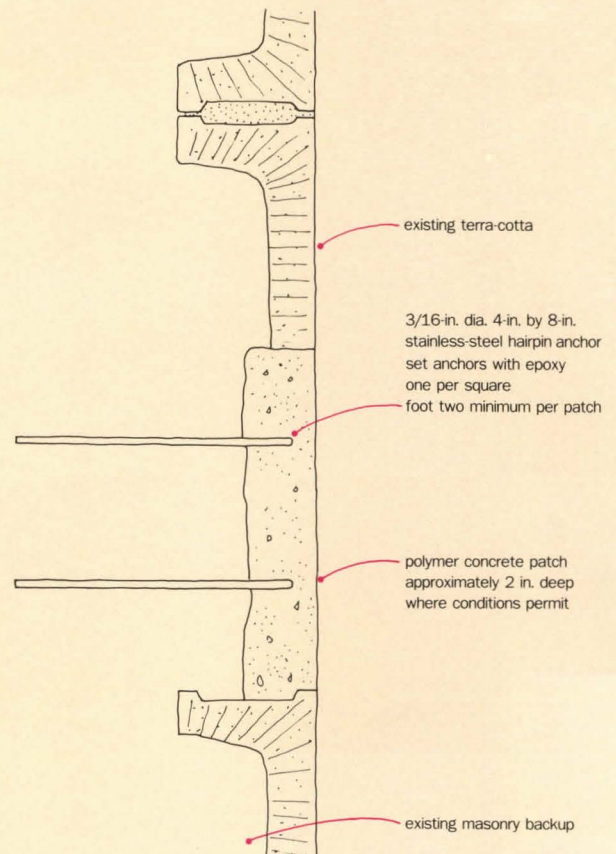 existing terra-cotta
3/16-in. dia. 4-in. by 8-in.
stainless-steel hairpin anchor
set anchors with epoxy
one per square
foot two minimum per patch
polymer concrete patch
approximately 2 in. deep
where conditions permit
existing masonry backup